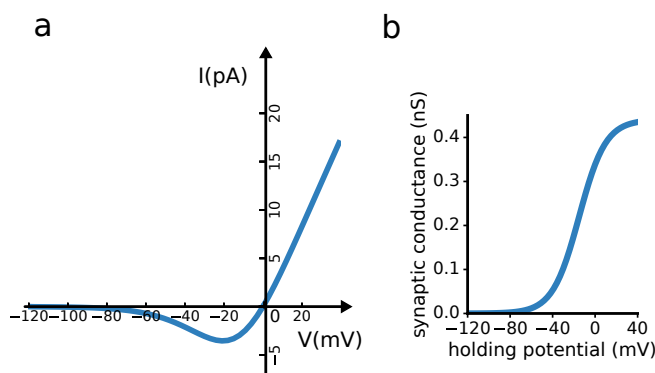 a
I(pA)
20
15
10
5
−120 −100 −80 −60 −40 −20 20
V(mV)
−5
b
synaptic conductance (nS)
0.4
0.3
0.2
0.1
0.0
−120 −80 −40 0 40
holding potential (mV)